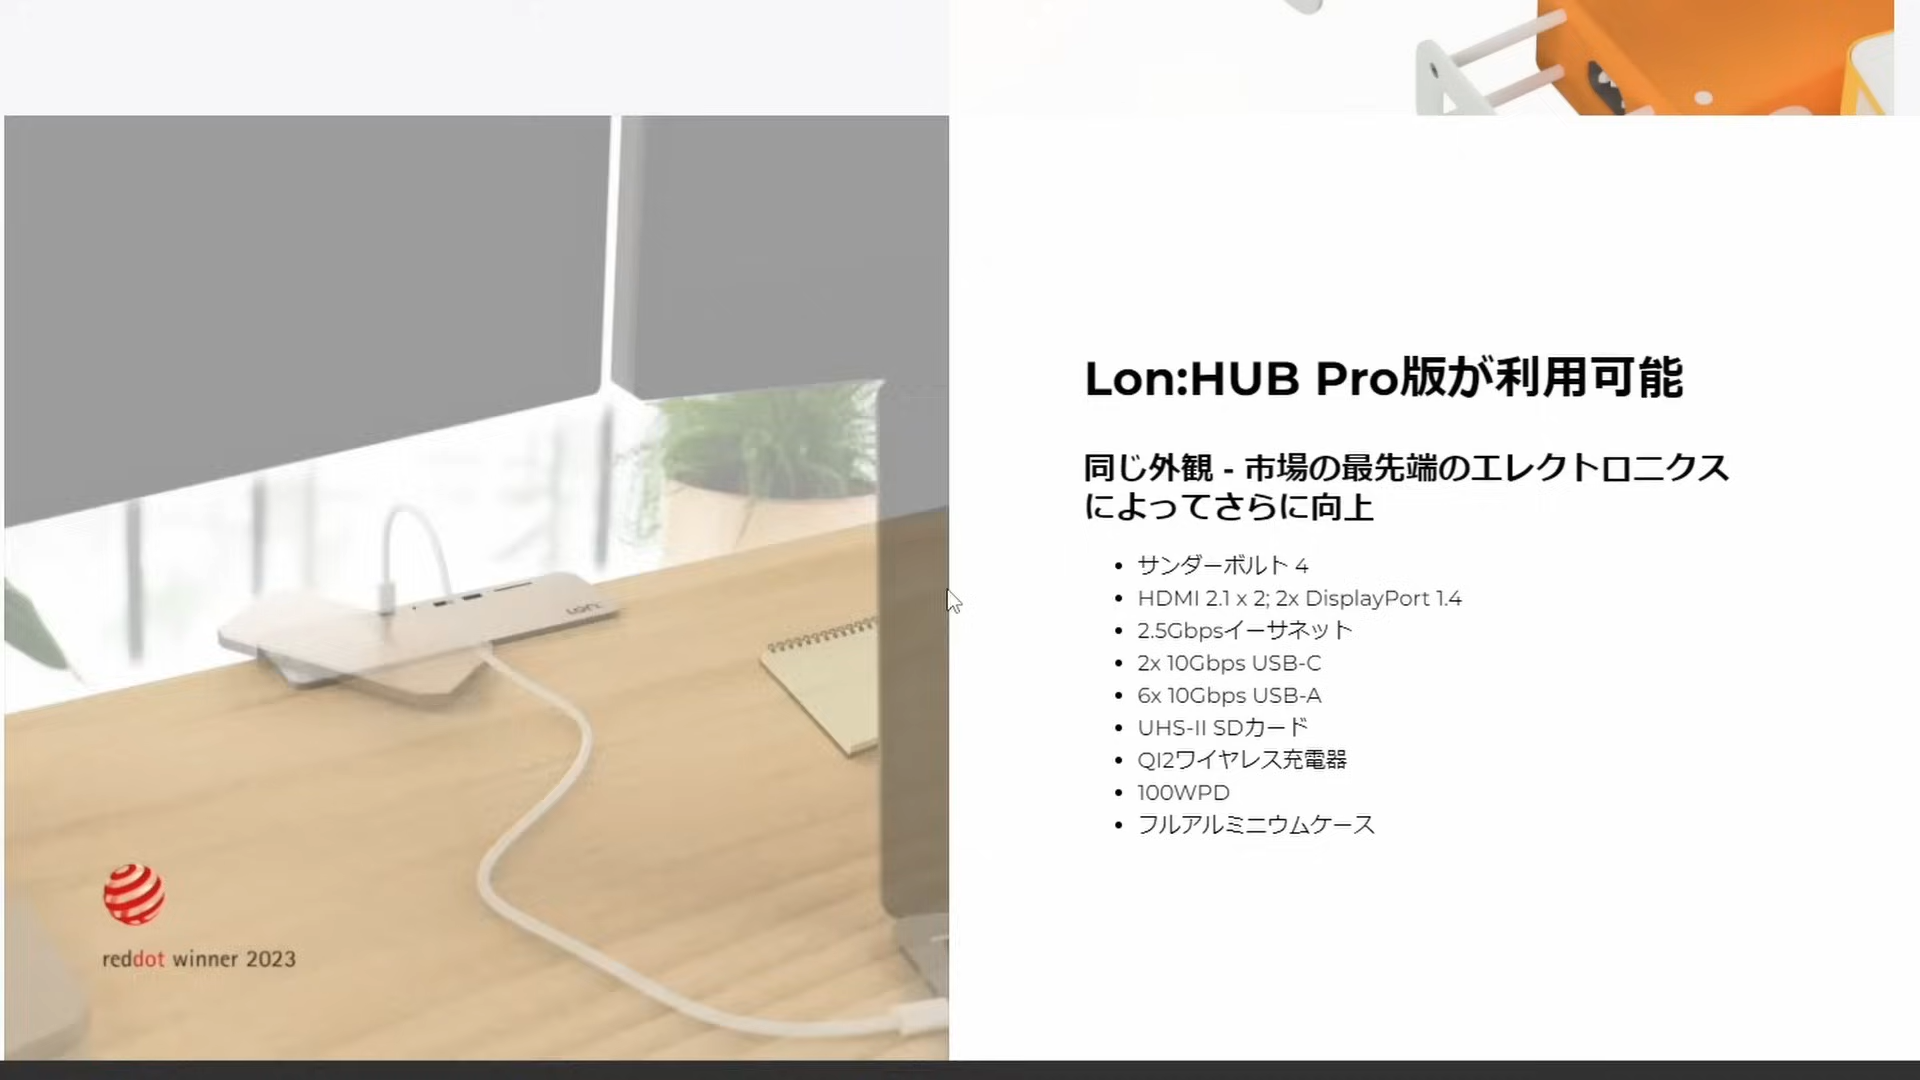 Lon:HUB Pro版が利用可能
同じ外観 - 市場の最先端のエレクトロニクス
によってさらに向上
サンダーボルト 4
HDMI 2.1 x 2; 2x DisplayPort 1.4
2.5Gbpsイーサネット
2x 10Gbps USB-C
6x 10Gbps USB-A
UHS-II SDカード
QI2ワイヤレス充電器
100WPD
フルアルミニウムケース
Lon:
reddot winner 2023